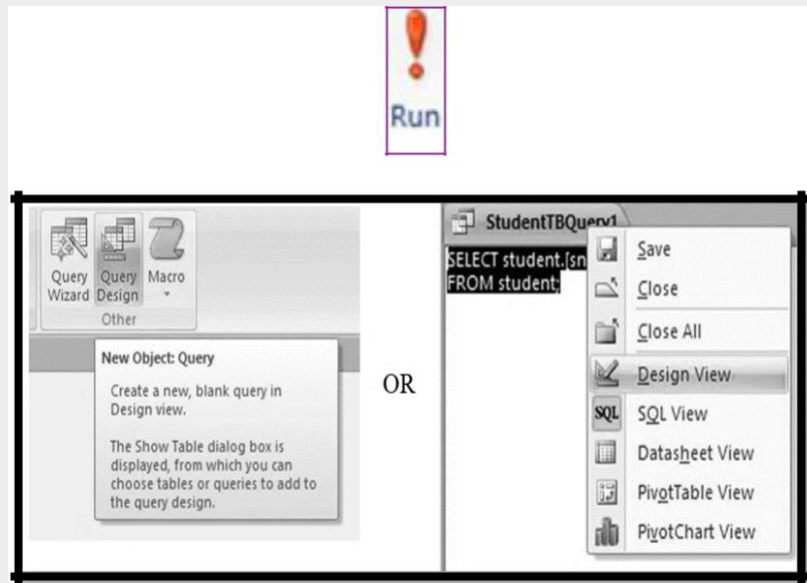 Run
Query Wizard
Query Design
Macro
Other
New Object: Query
Create a new, blank query in
Design view.
The Show Table dialog box is
displayed, from which you can
choose tables or queries to add to
the query design.
OR
StudentTBQuery1
SELECT student.[sn
FROM student;
Save
Close
Close All
Design View
SQL SQL View
Datasheet View
PivotTable View
PivotChart View